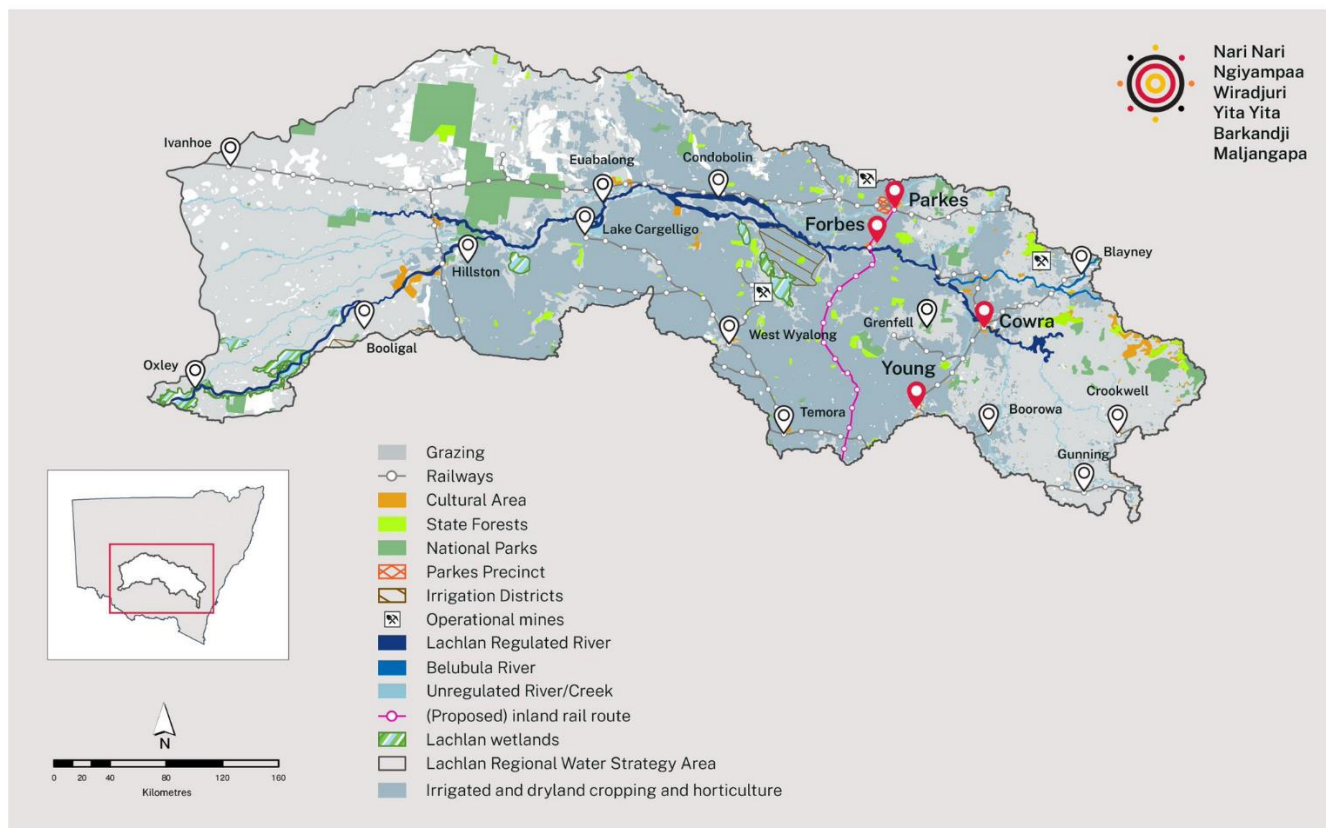 Nari Nari
Ngiyampaa
Wiradjuri
Yita Yita
Barkandji
Maljangapa
Ivanhoe
Euabalong
Condobolin
Parkes
Forbes
Lake Cargelligo
Hillston
Blayney
Grenfell
Cowra
Booligal
West Wyalong
Oxley
Young
Temora
Boorowa
Crookwell
Gunning
Grazing
Railways
Cultural Area
State Forests
National Parks
Parkes Precinct
Irrigation Districts
Operational mines
Lachlan Regulated River
Belubula River
Unregulated River/Creek
(Proposed) inland rail route
Lachlan wetlands
Lachlan Regional Water Strategy Area
Irrigated and dryland cropping and horticulture
N
0 20 40 80 120 160
Kilometres